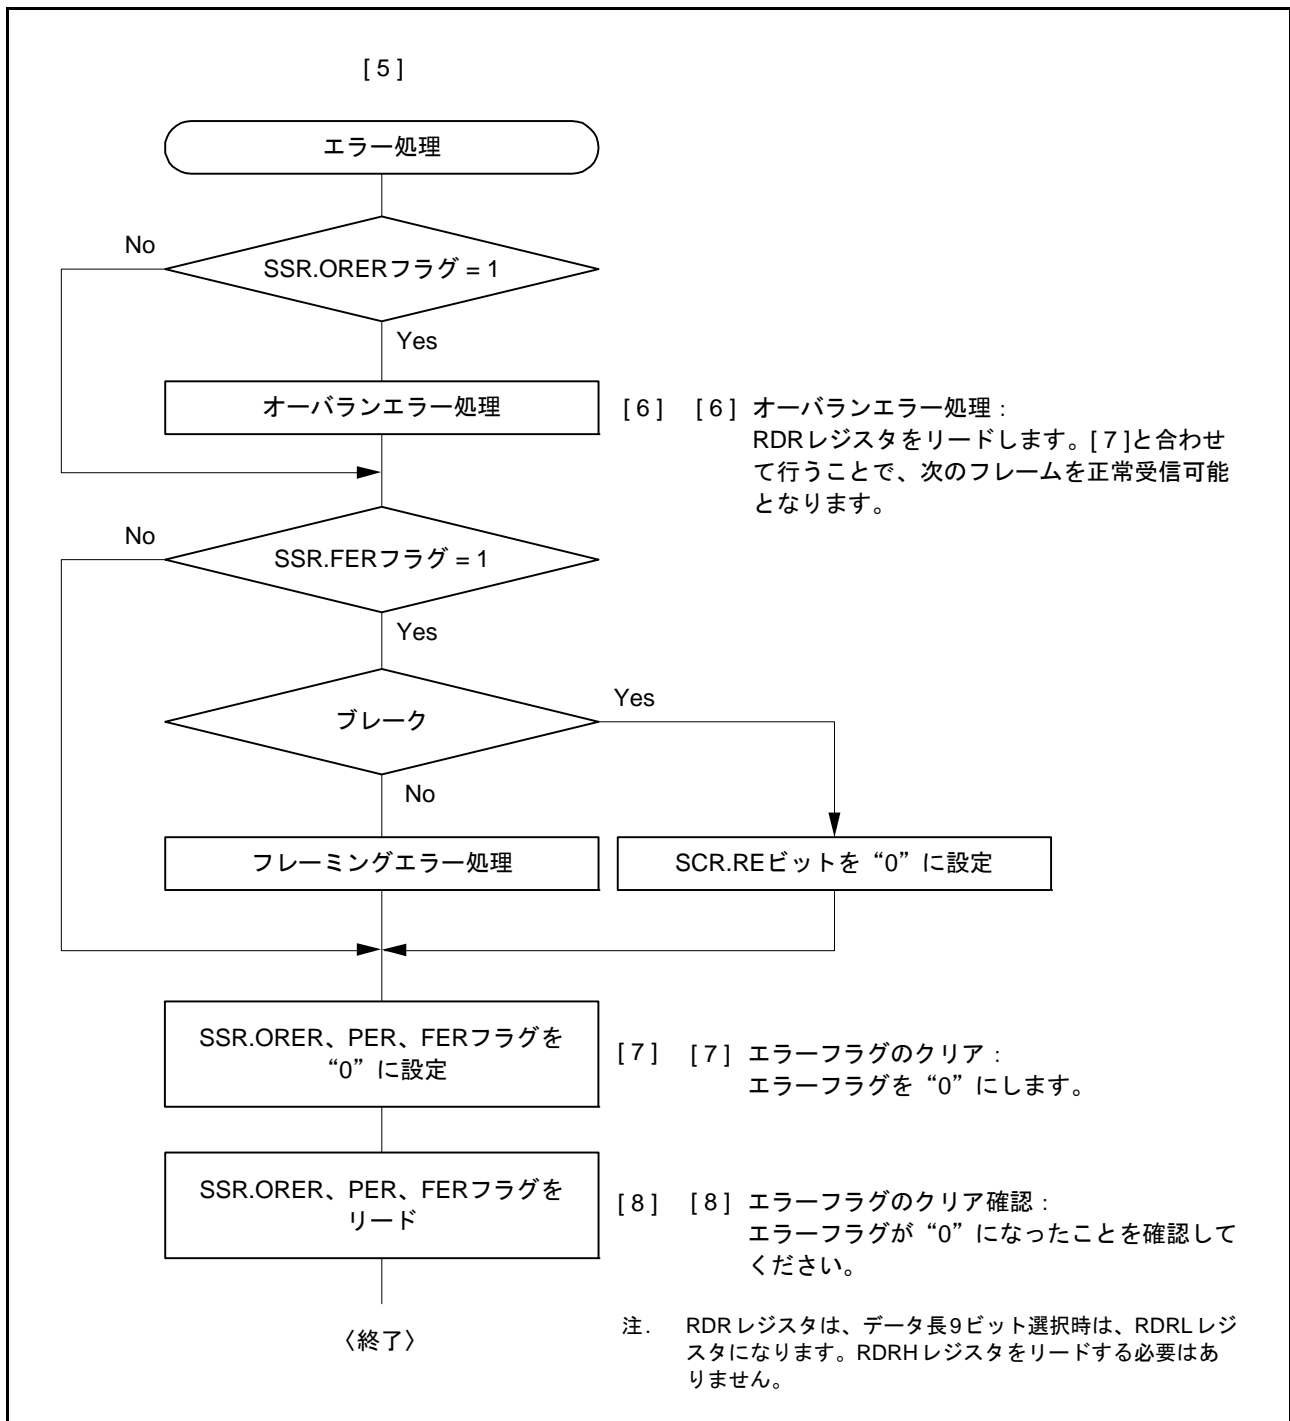 [ 5 ]
エラー処理
No
SSR.ORERフラグ = 1
Yes
オーバランエラー処理
[ 6 ]
[ 6 ] オーバランエラー処理：
RDRレジスタをリードします。[ 7 ]と合わせ
て行うことで、次のフレームを正常受信可能
となります。
No
SSR.FERフラグ = 1
Yes
ブレーク
Yes
No
フレーミングエラー処理
SCR.REビットを“0”に設定
SSR.ORER、PER、FERフラグを
“0”に設定
[ 7 ]
[ 7 ] エラーフラグのクリア：
エラーフラグを“0”にします。
SSR.ORER、PER、FERフラグを
リード
[ 8 ]
[ 8 ] エラーフラグのクリア確認：
エラーフラグが“0”になったことを確認して
ください。
〈終了〉
注. RDRレジスタは、データ長9ビット選択時は、RDRLレジ
スタになります。RDRHレジスタをリードする必要はあ
りません。